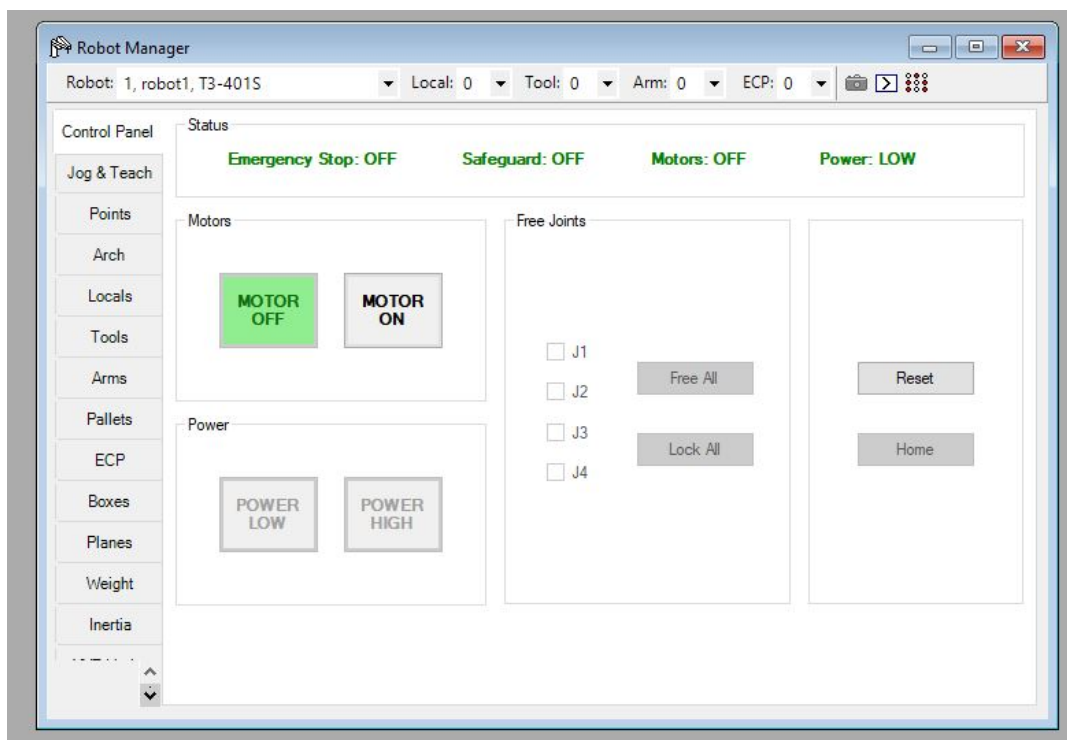 Robot Manager
Robot: 1, robot1, T3-401S Local: 0 Tool: 0 Arm: 0 ECP: 0
Control Panel
Jog & Teach
Points
Arch
Locals
Tools
Arms
Pallets
ECP
Boxes
Planes
Weight
Inertia
Status
Emergency Stop: OFF Safeguard: OFF Motors: OFF Power: LOW
Motors
MOTOR
OFF
MOTOR
ON
Power
POWER
LOW
POWER
HIGH
Free Joints
J1
J2
J3
J4
Free All
Lock All
Reset
Home